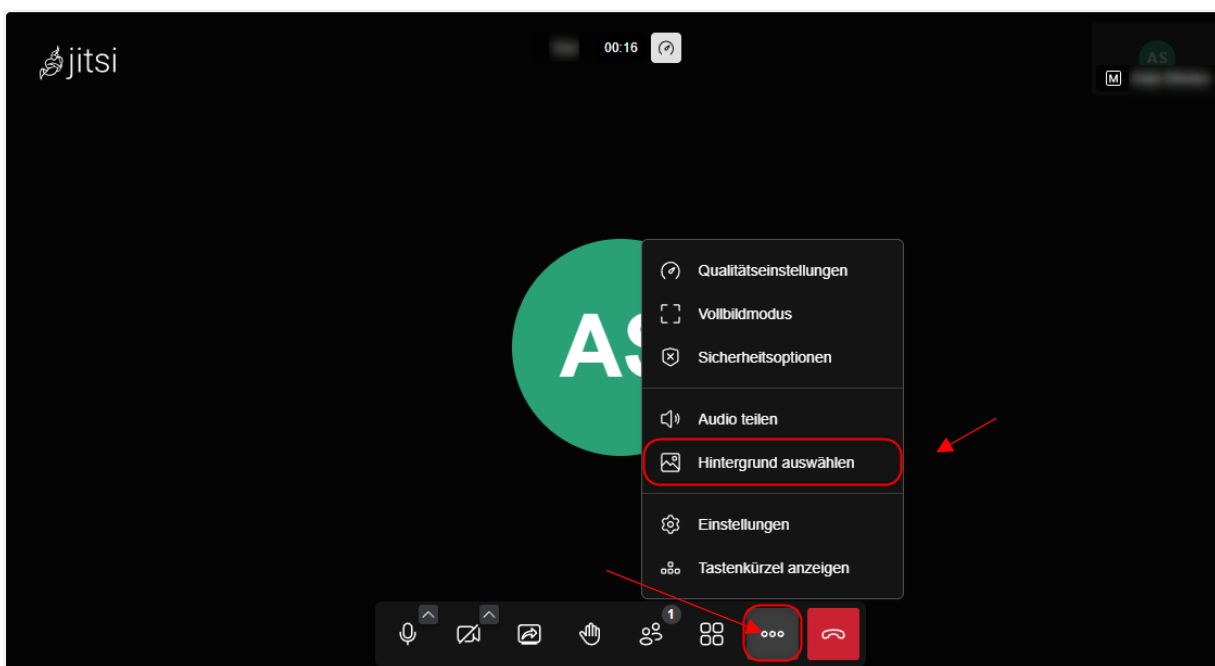 jitsi
00:16
AS
M
AS
Qualitätseinstellungen
Vollbildmodus
Sicherheitsoptionen
Audio teilen
Hintergrund auswählen
Einstellungen
Tastenkürzel anzeigen
1